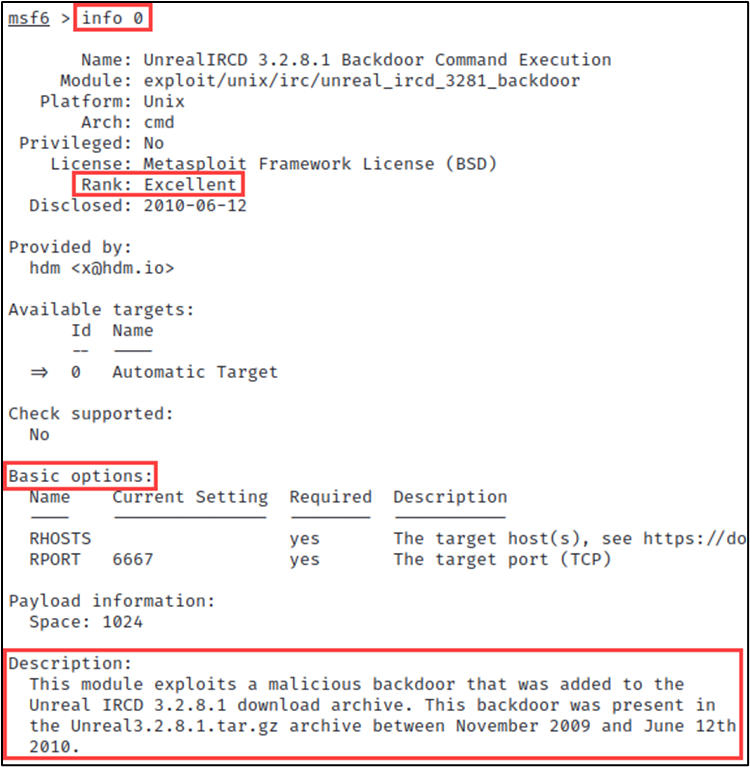 msf6 > info 0
Name: UnrealIRCD 3.2.8.1 Backdoor Command Execution
Module: exploit/unix/irc/unreal_ircd_3281_backdoor
Platform: Unix
Arch: cmd
Privileged: No
License: Metasploit Framework License (BSD)
Rank: Excellent
Disclosed: 2010-06-12
Provided by:
hdm <x@hdm.io>
Available targets:
Id  Name
--  ----
⇒  0  Automatic Target
Check supported:
No
Basic options:
Name  Current Setting  Required  Description
----  ---------------  --------  -----------
RHOSTS  yes  The target host(s), see https://do
RPORT  6667  yes  The target port (TCP)
Payload information:
Space: 1024
Description:
This module exploits a malicious backdoor that was added to the
Unreal IRCD 3.2.8.1 download archive. This backdoor was present in
the Unreal3.2.8.1.tar.gz archive between November 2009 and June 12th
2010.